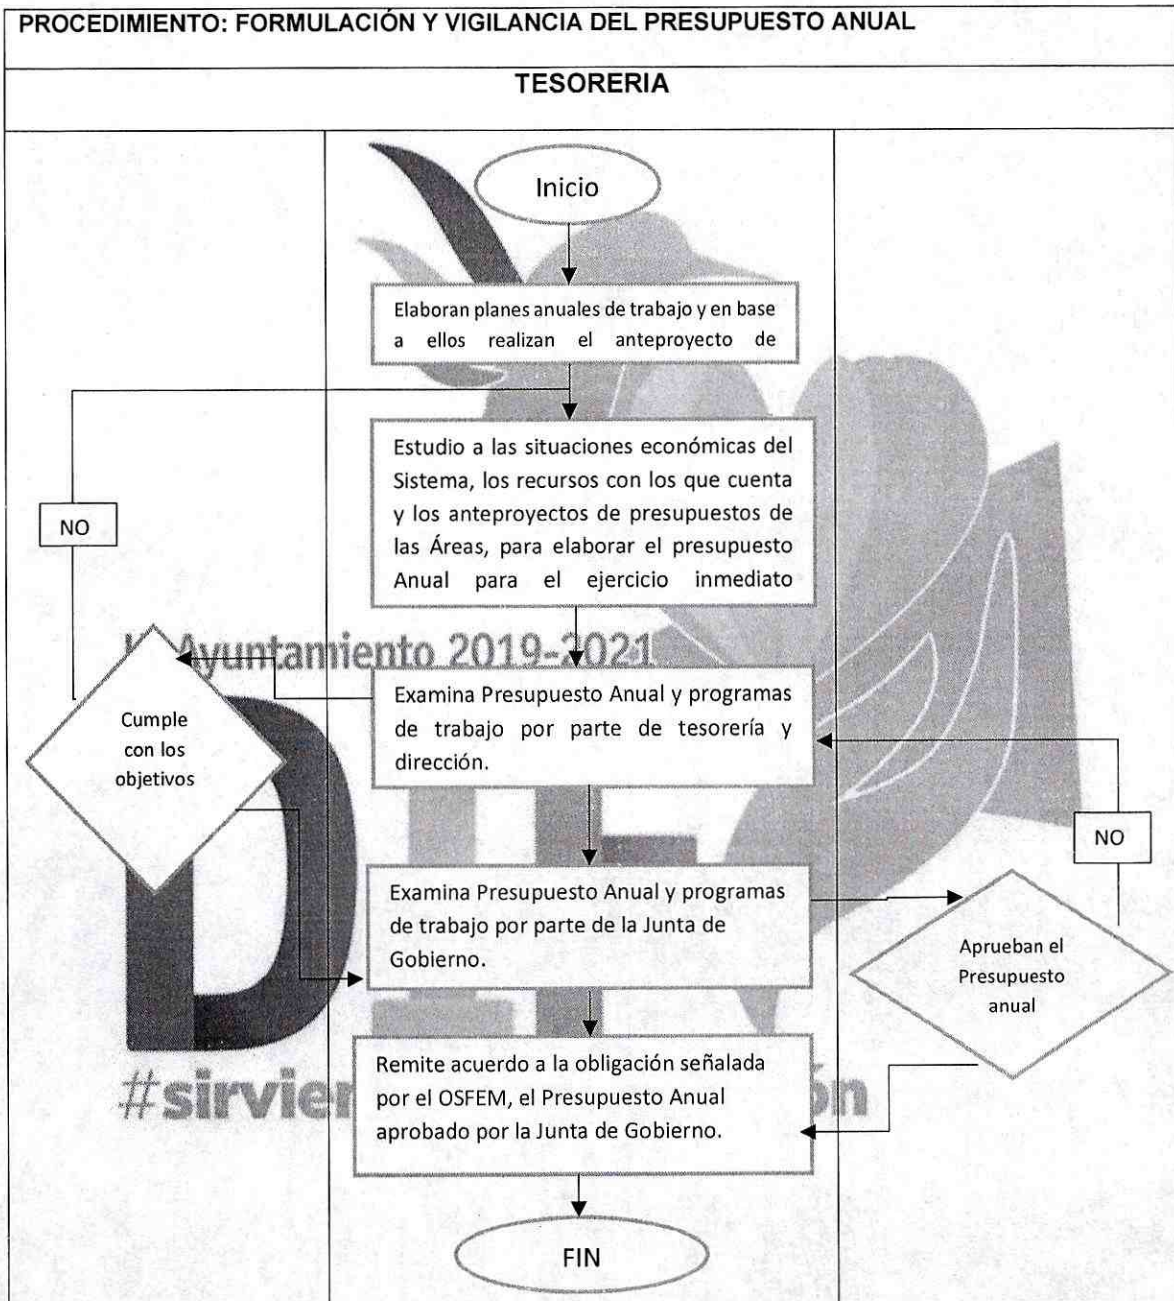 PROCEDIMIENTO: FORMULACIÓN Y VIGILANCIA DEL PRESUPUESTO ANUAL
TESORERIA
Inicio
Elaboran planes anuales de trabajo y en base
a ellos realizan el anteproyecto de
Estudio a las situaciones económicas del
Sistema, los recursos con los que cuenta
y los anteproyectos de presupuestos de
las Áreas, para elaborar el presupuesto
Anual para el ejercicio inmediato
NO
Ayuntamiento 2019-2021
Cumple
con los
objetivos
Examina Presupuesto Anual y programas
de trabajo por parte de tesorería y
dirección.
NO
Examina Presupuesto Anual y programas
de trabajo por parte de la Junta de
Gobierno.
Aprueban el
Presupuesto
anual
DIF
Remite acuerdo a la obligación señalada
por el OSFEM, el Presupuesto Anual
aprobado por la Junta de Gobierno.
FIN